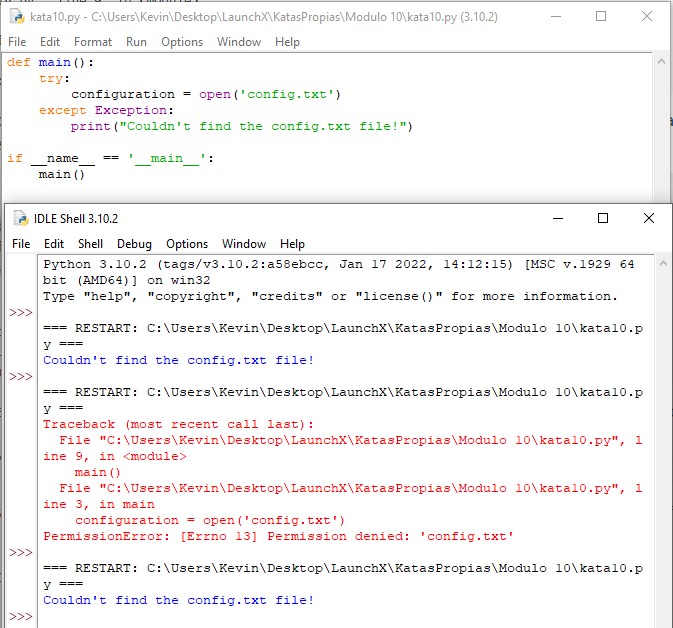 kata10.py - C:\Users\Kevin\Desktop\LaunchX\KatasPropias\Modulo 10\kata10.py (3.10.2)
File Edit Format Run Options Window Help
def main():
    try:
        configuration = open('config.txt')
    except Exception:
        print("Couldn't find the config.txt file!")
if __name__ == '__main__':
    main()
IDLE Shell 3.10.2
File Edit Shell Debug Options Window Help
Python 3.10.2 (tags/v3.10.2:a58ebcc, Jan 17 2022, 14:12:15) [MSC v.1929 64
bit (AMD64)] on win32
Type "help", "copyright", "credits" or "license()" for more information.
>>>
=== RESTART: C:\Users\Kevin\Desktop\LaunchX\KatasPropias\Modulo 10\kata10.p
y ===
Couldn't find the config.txt file!
>>>
=== RESTART: C:\Users\Kevin\Desktop\LaunchX\KatasPropias\Modulo 10\kata10.p
y ===
Traceback (most recent call last):
  File "C:\Users\Kevin\Desktop\LaunchX\KatasPropias\Modulo 10\kata10.py", l
ine 9, in <module>
    main()
  File "C:\Users\Kevin\Desktop\LaunchX\KatasPropias\Modulo 10\kata10.py", l
ine 3, in main
    configuration = open('config.txt')
PermissionError: [Errno 13] Permission denied: 'config.txt'
>>>
=== RESTART: C:\Users\Kevin\Desktop\LaunchX\KatasPropias\Modulo 10\kata10.p
y ===
Couldn't find the config.txt file!
>>>